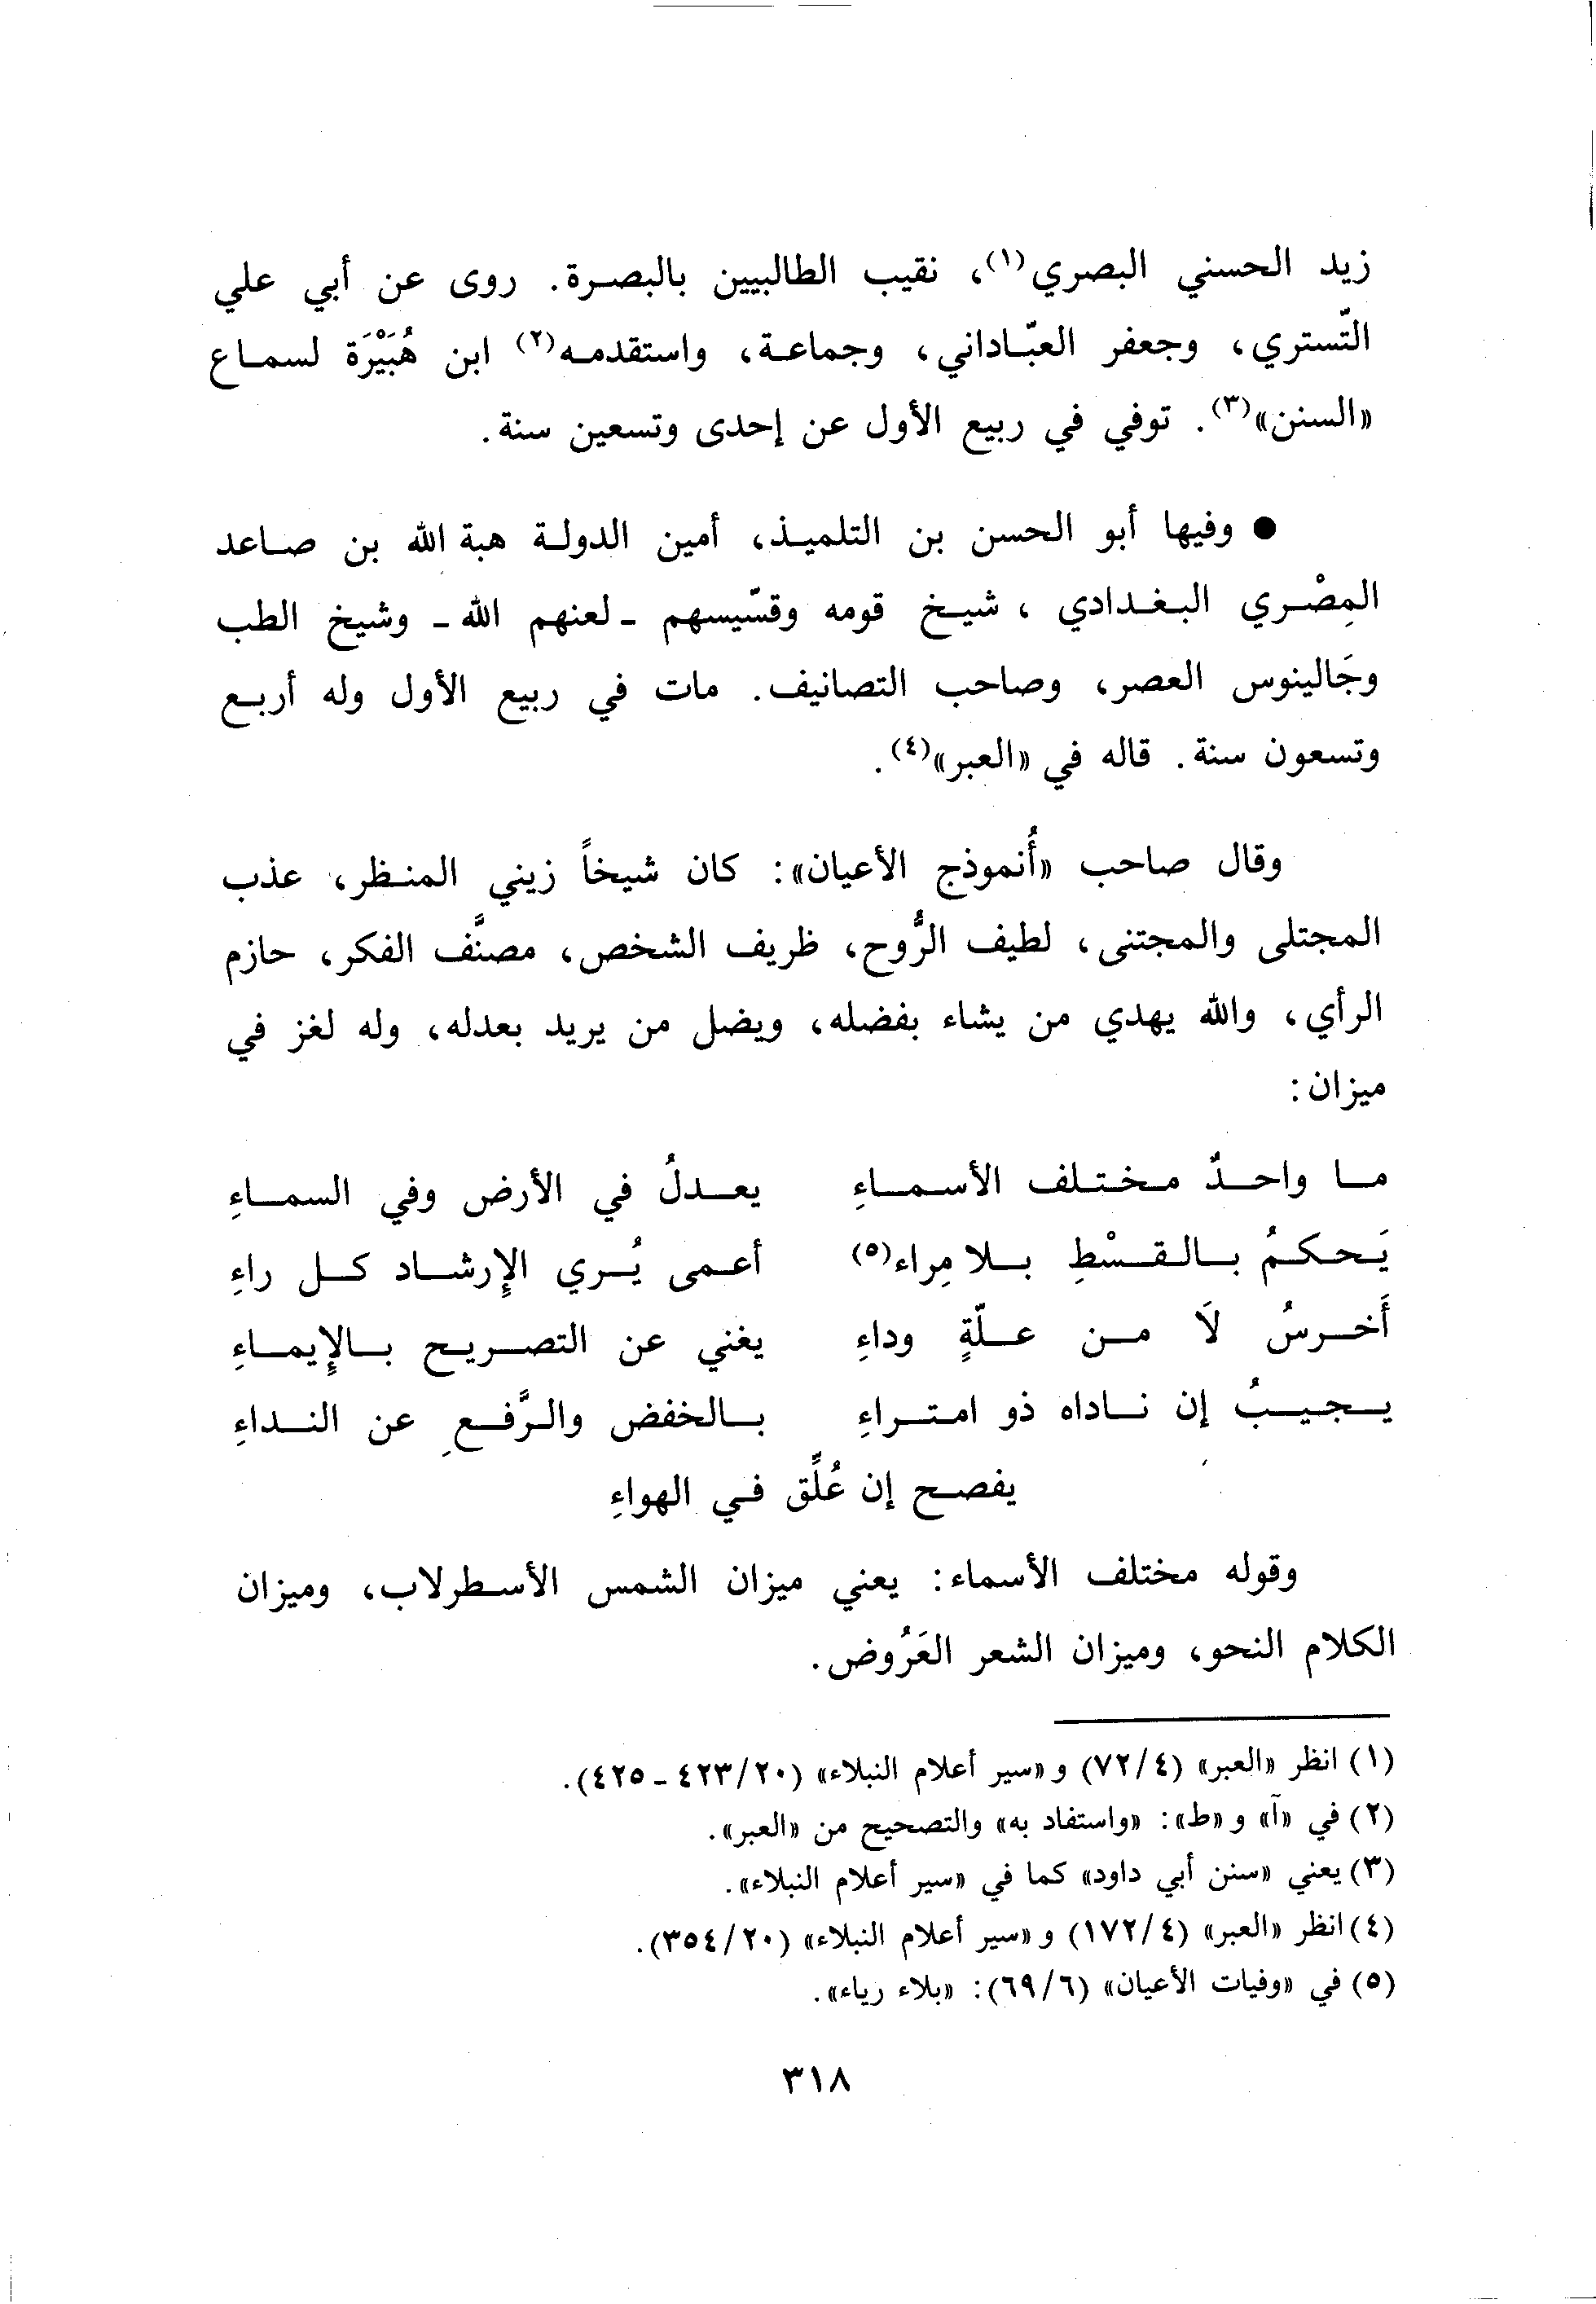 زيد الحسني البصري(١)، نقيب الطالبيين بالبصرة. روى عن أبي علي
التّستري، وجعفر العبّاداني، وجماعة، واستقدمه(٢) ابن هُبَيْرَة لسماع
«السنن»(٣). توفي في ربيع الأول عن إحدى وتسعين سنة.
● وفيها أبو الحسن بن التلميذ، أمين الدولة هبة الله بن صاعد
المِصْري البغدادي، شيخ قومه وقسّيسهم - لعنهم الله - وشيخ الطب
وجَالينوس العصر، وصاحب التصانيف. مات في ربيع الأول وله أربع
وتسعون سنة. قاله في «العبر»(٤).
وقال صاحب «أُنموذج الأعيان»: كان شيخاً زيني المنظر، عذب
المجتلى والمجتنى، لطيف الرُّوح، ظريف الشخص، مصنَّف الفكر، حازم
الرأي، والله يهدي من يشاء بفضله، ويضل من يريد بعدله، وله لغز في
ميزان:
ما واحدٌ مختلف الأسماءِ يعدلُ في الأرض وفي السماءِ
يَحكمُ بالقسْطِ بلا مِراء(٥) أعمى يُري الإِرشاد كل راءِ
أَخرسُ لاَ من علّةٍ وداءِ يغني عن التصريح بالإِيماءِ
يجيبُ إن ناداه ذو امتراءِ بالخفض والرَّفعِ عن النداءِ
يفصح إن عُلِّق في الهواءِ
وقوله مختلف الأسماء: يعني ميزان الشمس الأسطرلاب، وميزان
الكلام النحو، وميزان الشعر العَرُوض.
(١) انظر «العبر» (٤/ ٧٢) و«سير أعلام النبلاء» (٢٠/ ٤٢٣ - ٤٢٥).
(٢) في «آ» و«ط»: «واستفاد به» والتصحيح من «العبر».
(٣) يعني «سنن أبي داود» كما في «سير أعلام النبلاء».
(٤) انظر «العبر» (٤/ ١٧٢) و«سير أعلام النبلاء» (٢٠/ ٣٥٤).
(٥) في «وفيات الأعيان» (٦/ ٦٩): «بلاء رياء».
٣١٨